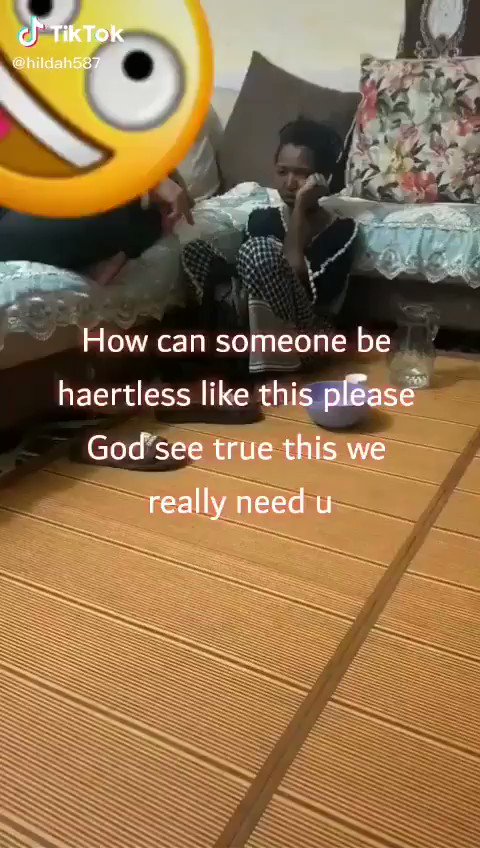 TikTok
@hildah587
How can someone be
haertless like this please
God see true this we
really need u